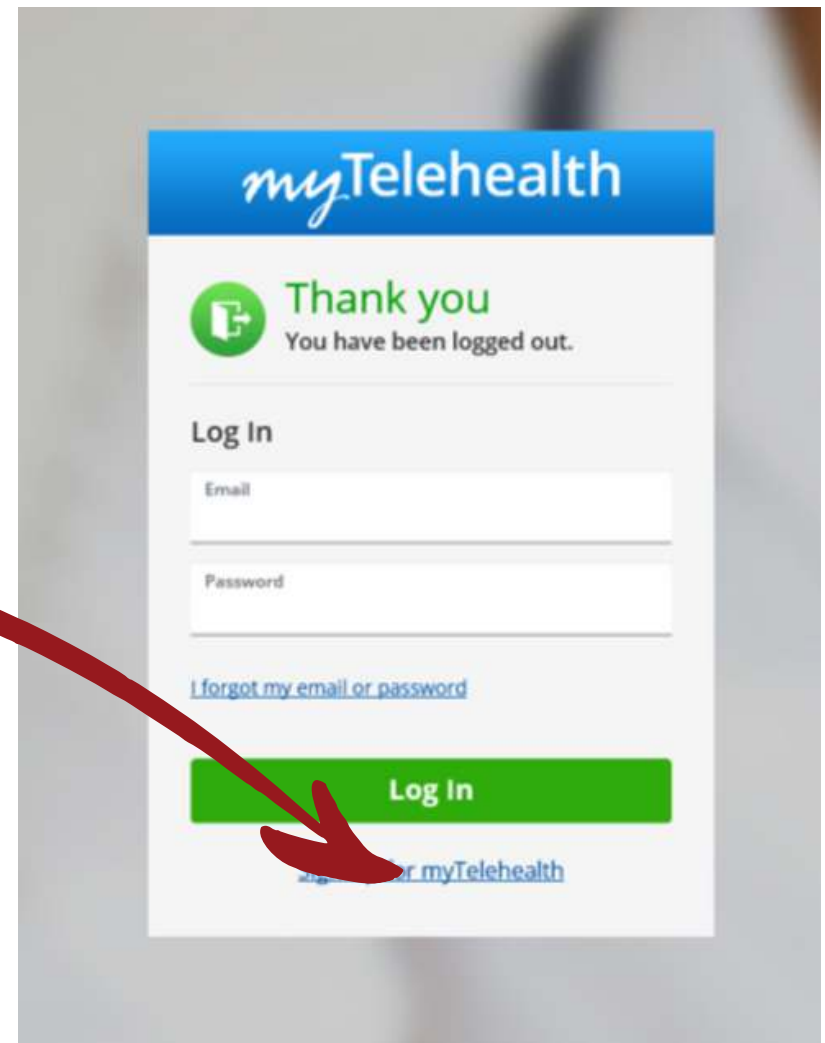 myTelehealth
Thank you
You have been logged out.
Log In
Email
Password
I forgot my email or password
Log In
myTelehealth